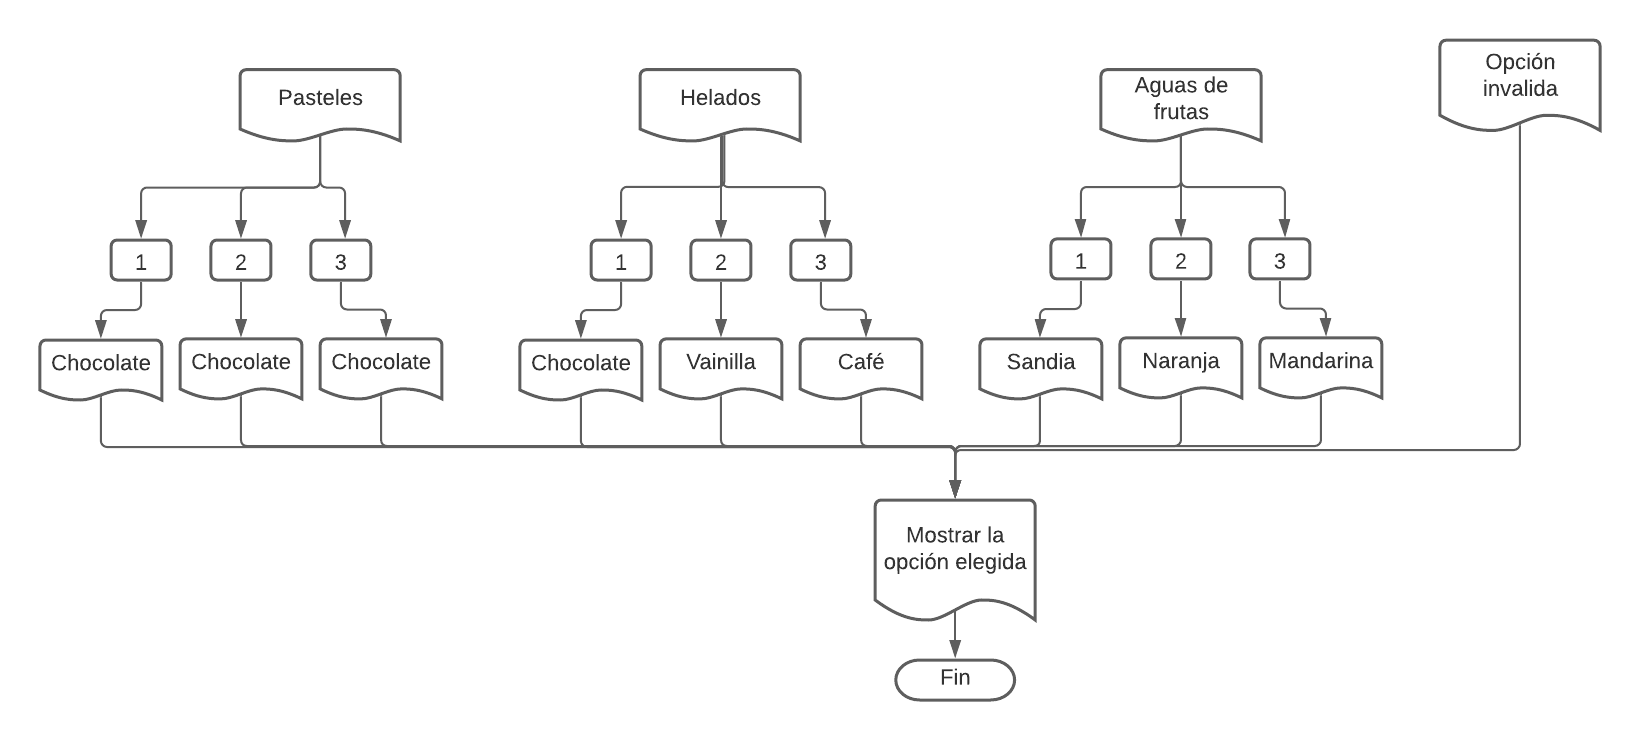 Pasteles
Helados
Aguas de
frutas
Opción
invalida
1
2
3
1
2
3
1
2
3
Chocolate
Chocolate
Chocolate
Chocolate
Vainilla
Café
Sandia
Naranja
Mandarina
Mostrar la
opción elegida
Fin